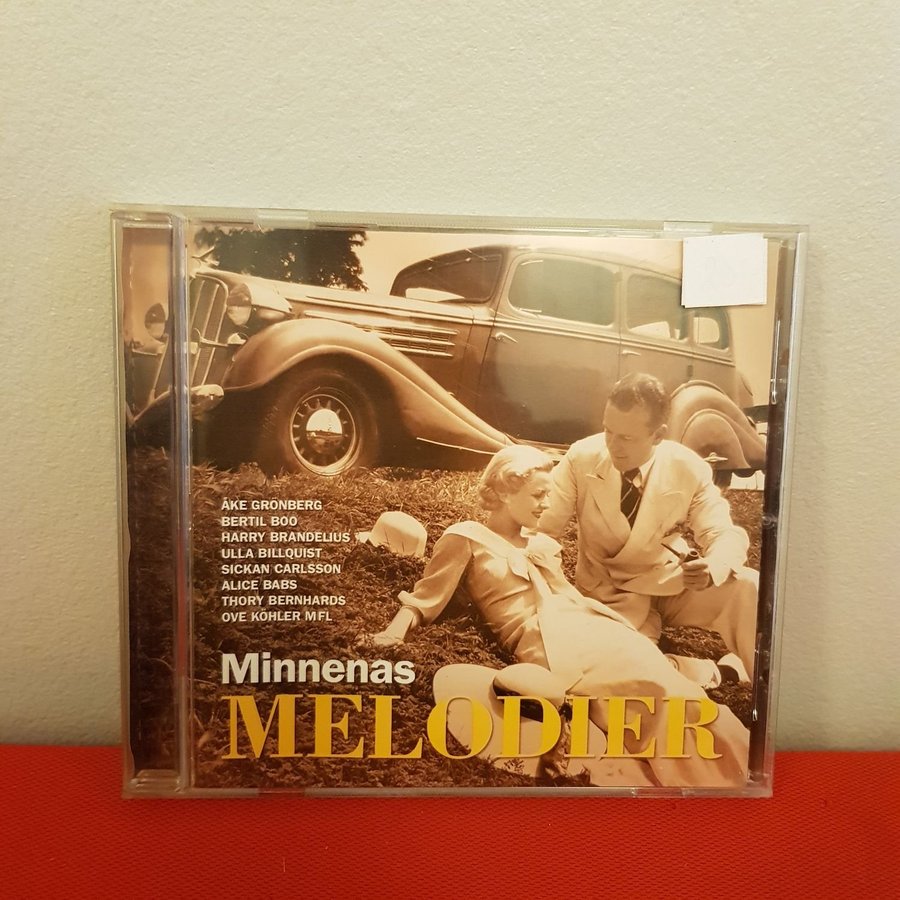 ÅKE GRÖNBERG
BERTIL BOO
HARRY BRANDELIUS
ULLA BILLQUIST
SICKAN CARLSSON
ALICE BABS
THORY BERNHARDS
OVE KÖHLER MFL
Minnenas
MELODIER